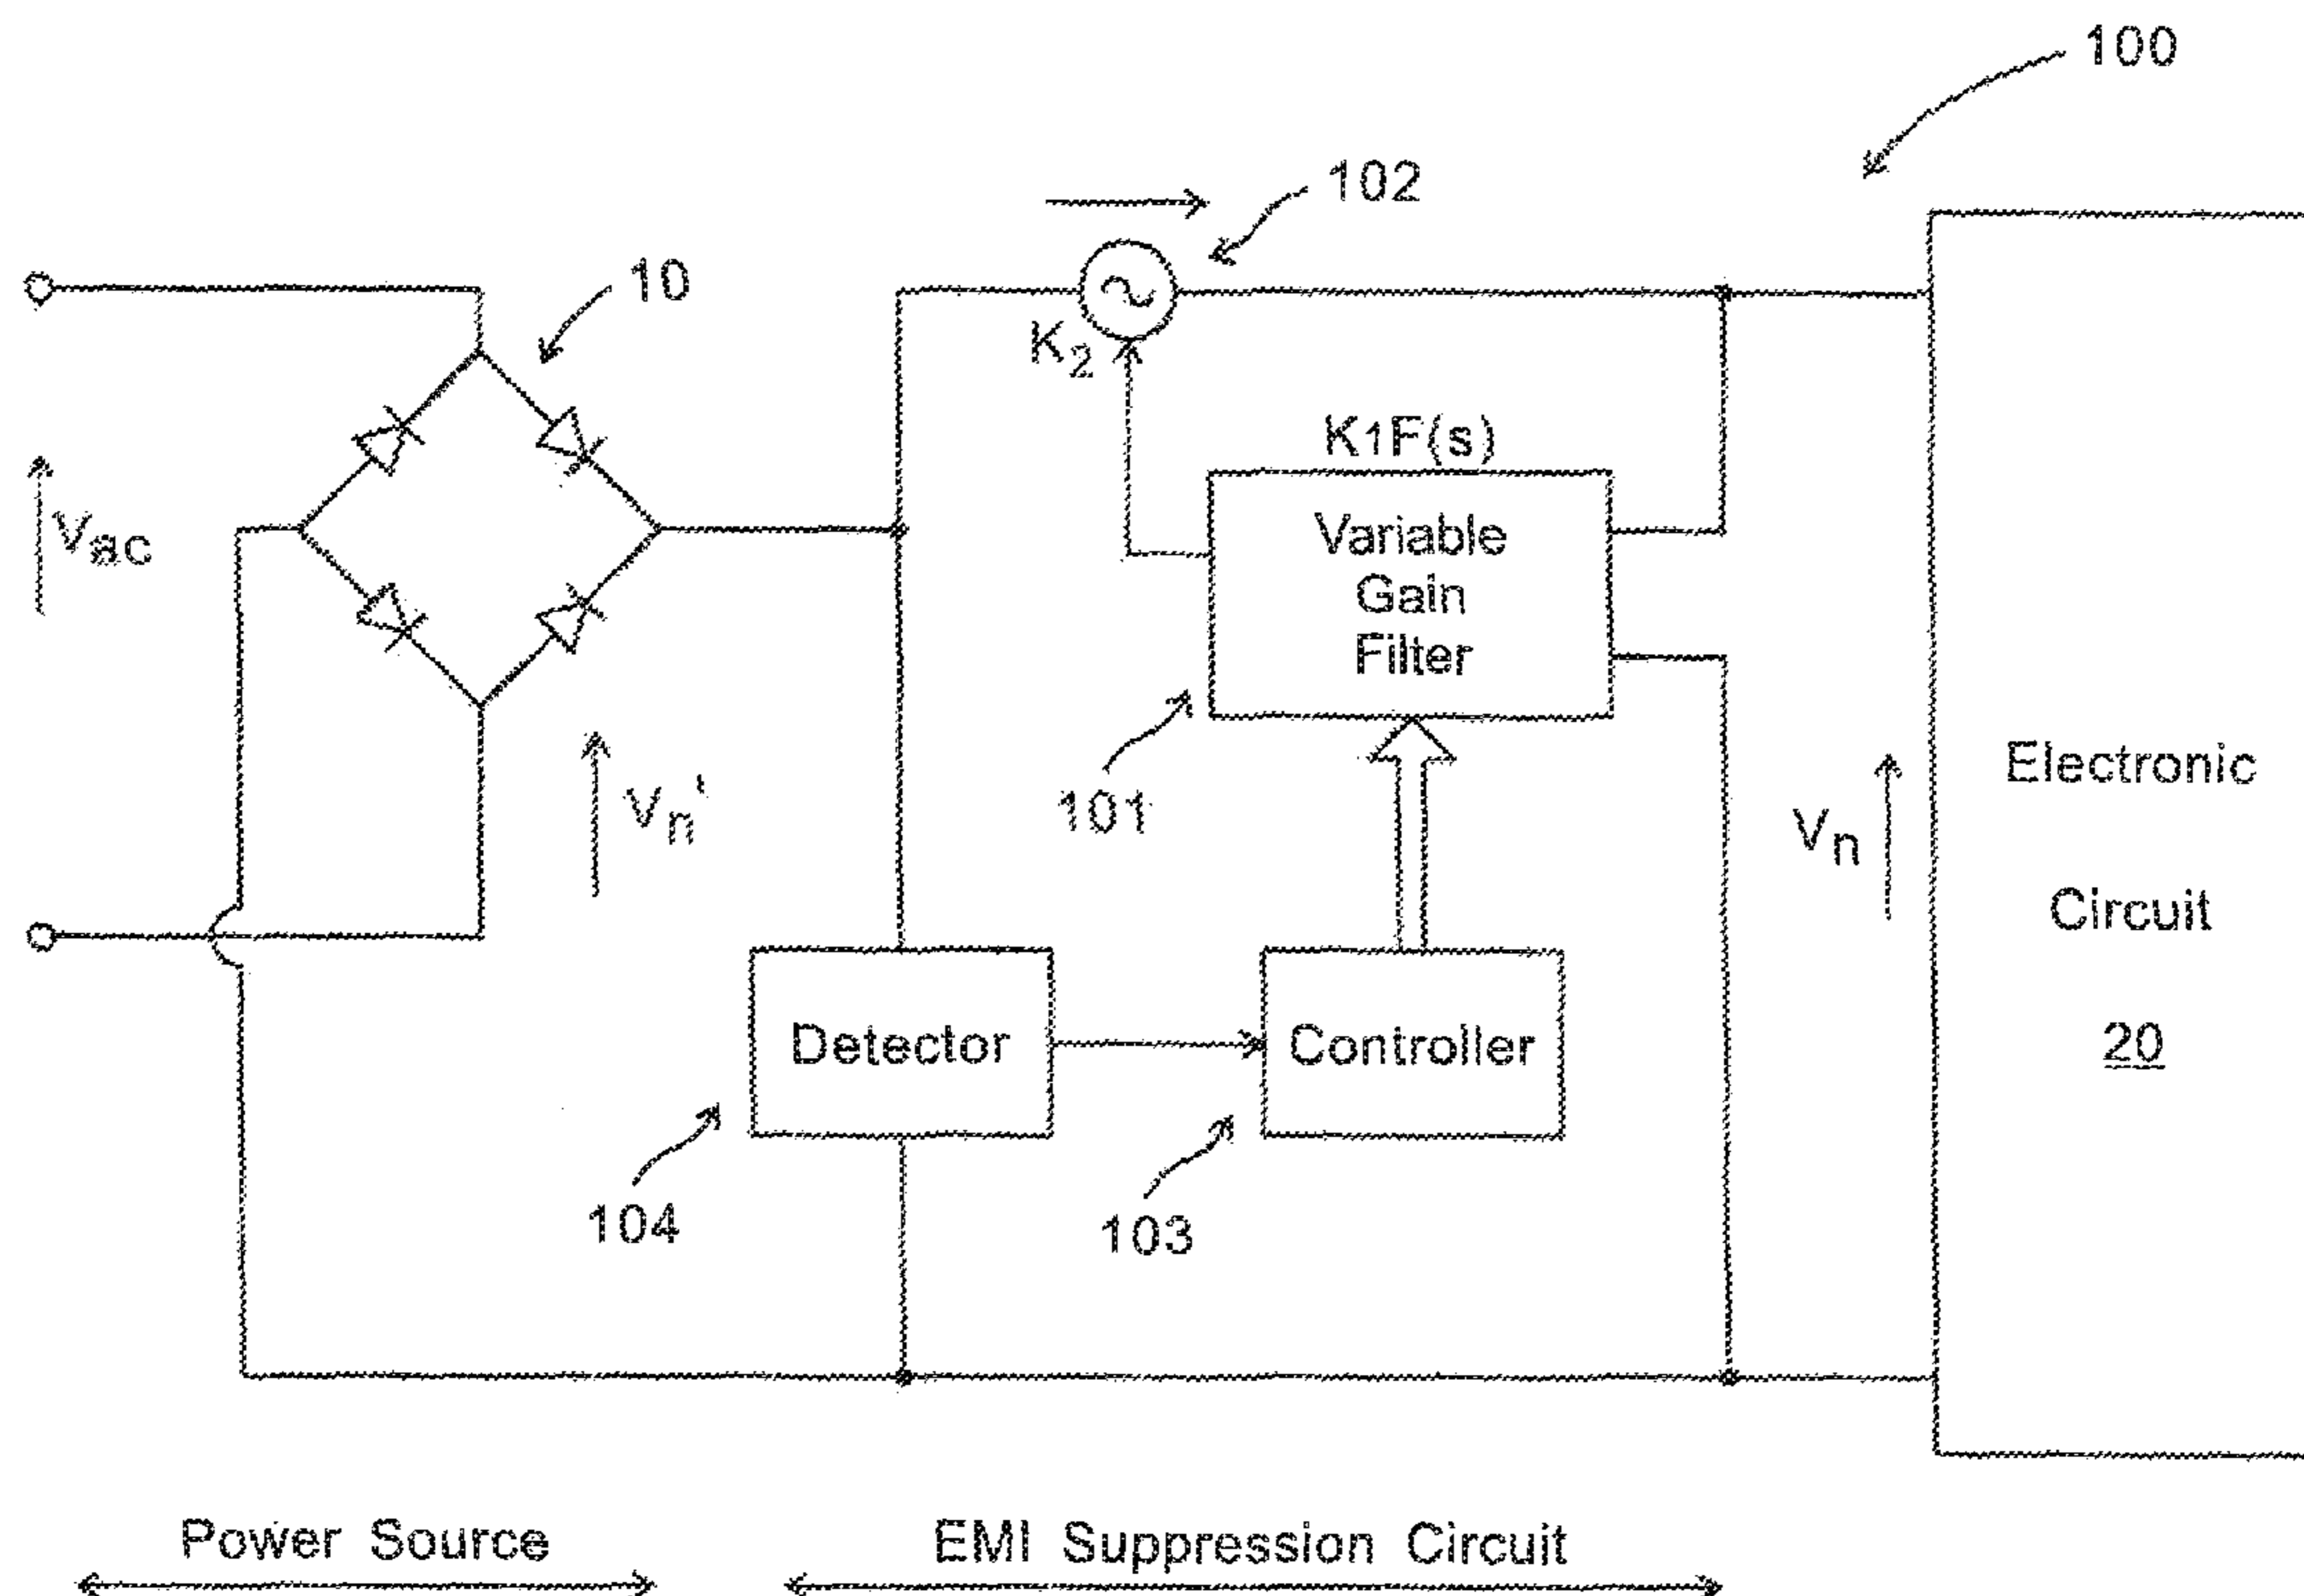 100
102
10
K2
Vac
K1F(s)
Variable
Gain
Filter
101
Vn'
Vn
Electronic
Circuit
20
Detector
Controller
104
103
Power Source
EMI Suppression Circuit